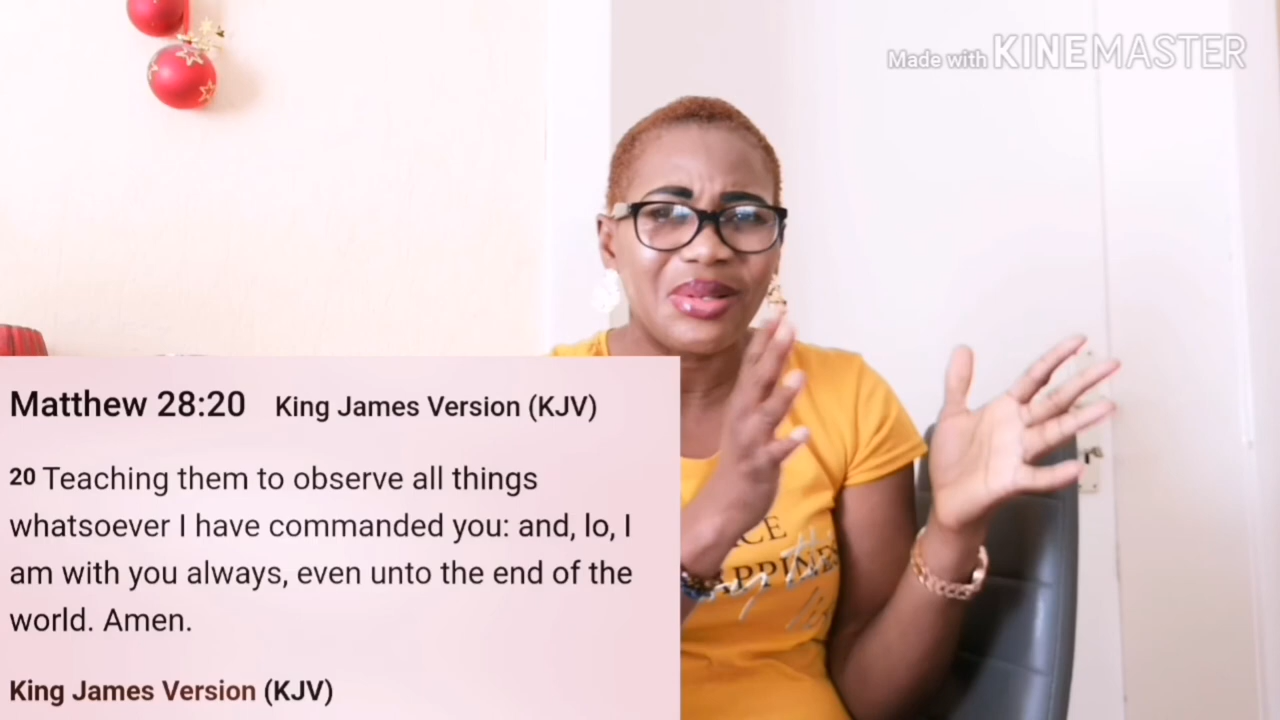 Made with KINEMASTER
Matthew 28:20 King James Version (KJV)
20 Teaching them to observe all things
whatsoever I have commanded you: and, lo, I
am with you always, even unto the end of the
world. Amen.
King James Version (KJV)